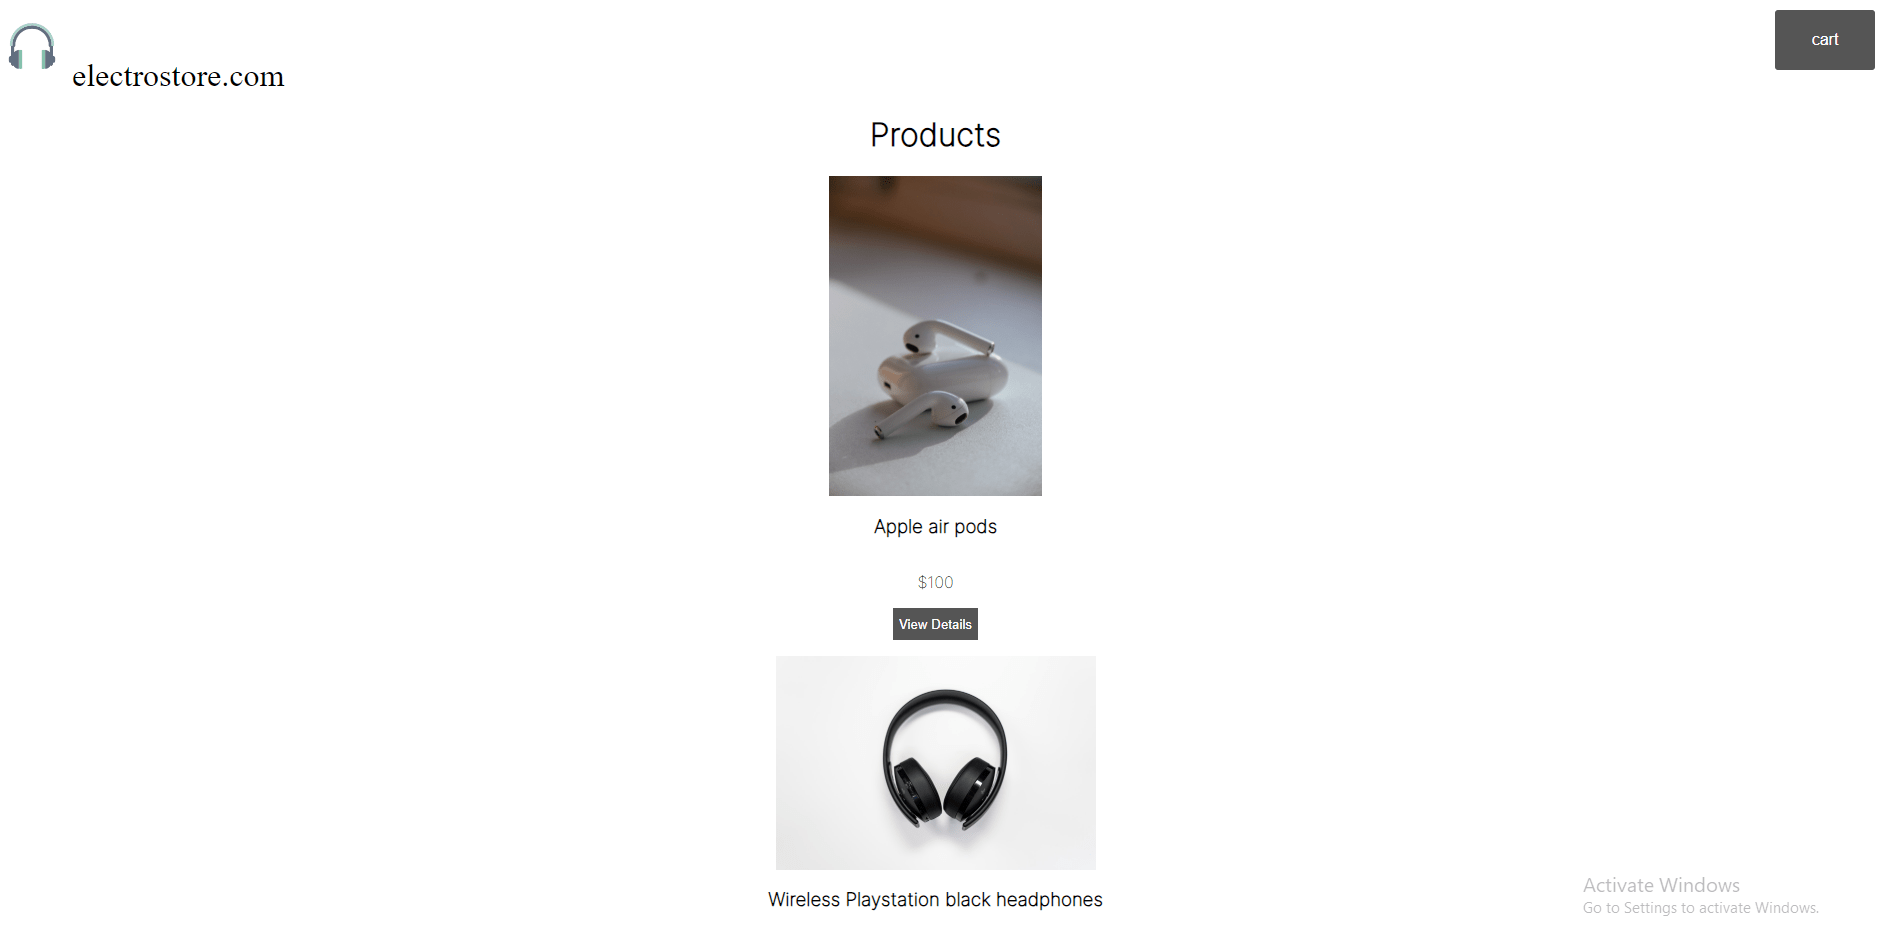 electrostore.com
cart
Products
Apple air pods
$100
View Details
Wireless Playstation black headphones
Activate Windows
Go to Settings to activate Windows.